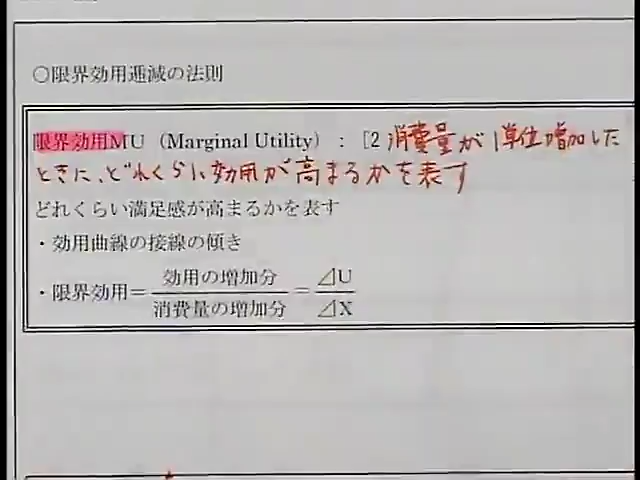 ○限界効用逓減の法則
限界効用MU（Marginal Utility）：［2 消費量が1単位増加した
ときに、どれくらい効用が高まるかを表す
どれくらい満足感が高まるかを表す
・効用曲線の接線の傾き
・限界効用＝効用の増加分/消費量の増加分＝⊿U/⊿X